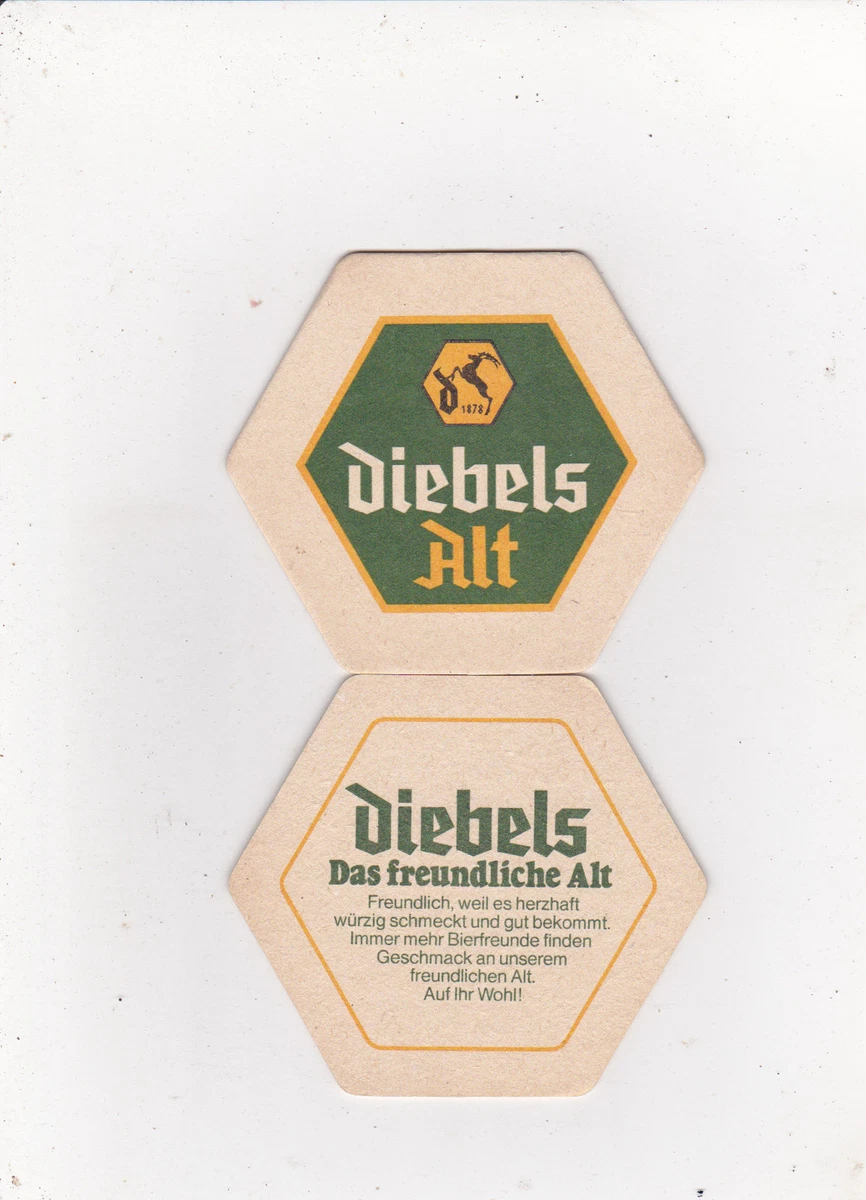 d 1878
diebels
Alt
diebels
Das freundliche Alt
Freundlich, weil es herzhaft
würzig schmeckt und gut bekommt.
Immer mehr Bierfreunde finden
Geschmack an unserem
freundlichen Alt.
Auf Ihr Wohl!